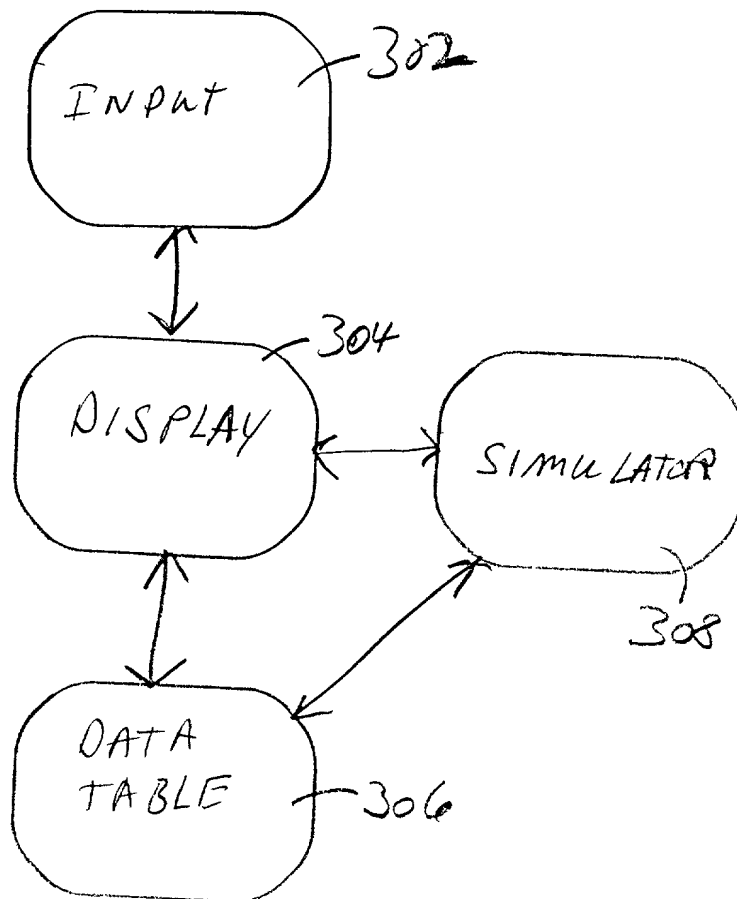 INPUT
302
304
DISPLAY
SIMULATOR
308
DATA
TABLE
306